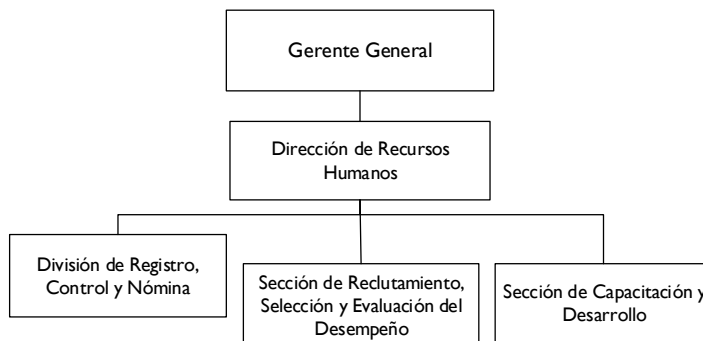 Gerente General
Dirección de Recursos
Humanos
División de Registro,
Control y Nómina
Sección de Reclutamiento,
Selección y Evaluación del
Desempeño
Sección de Capacitación y
Desarrollo